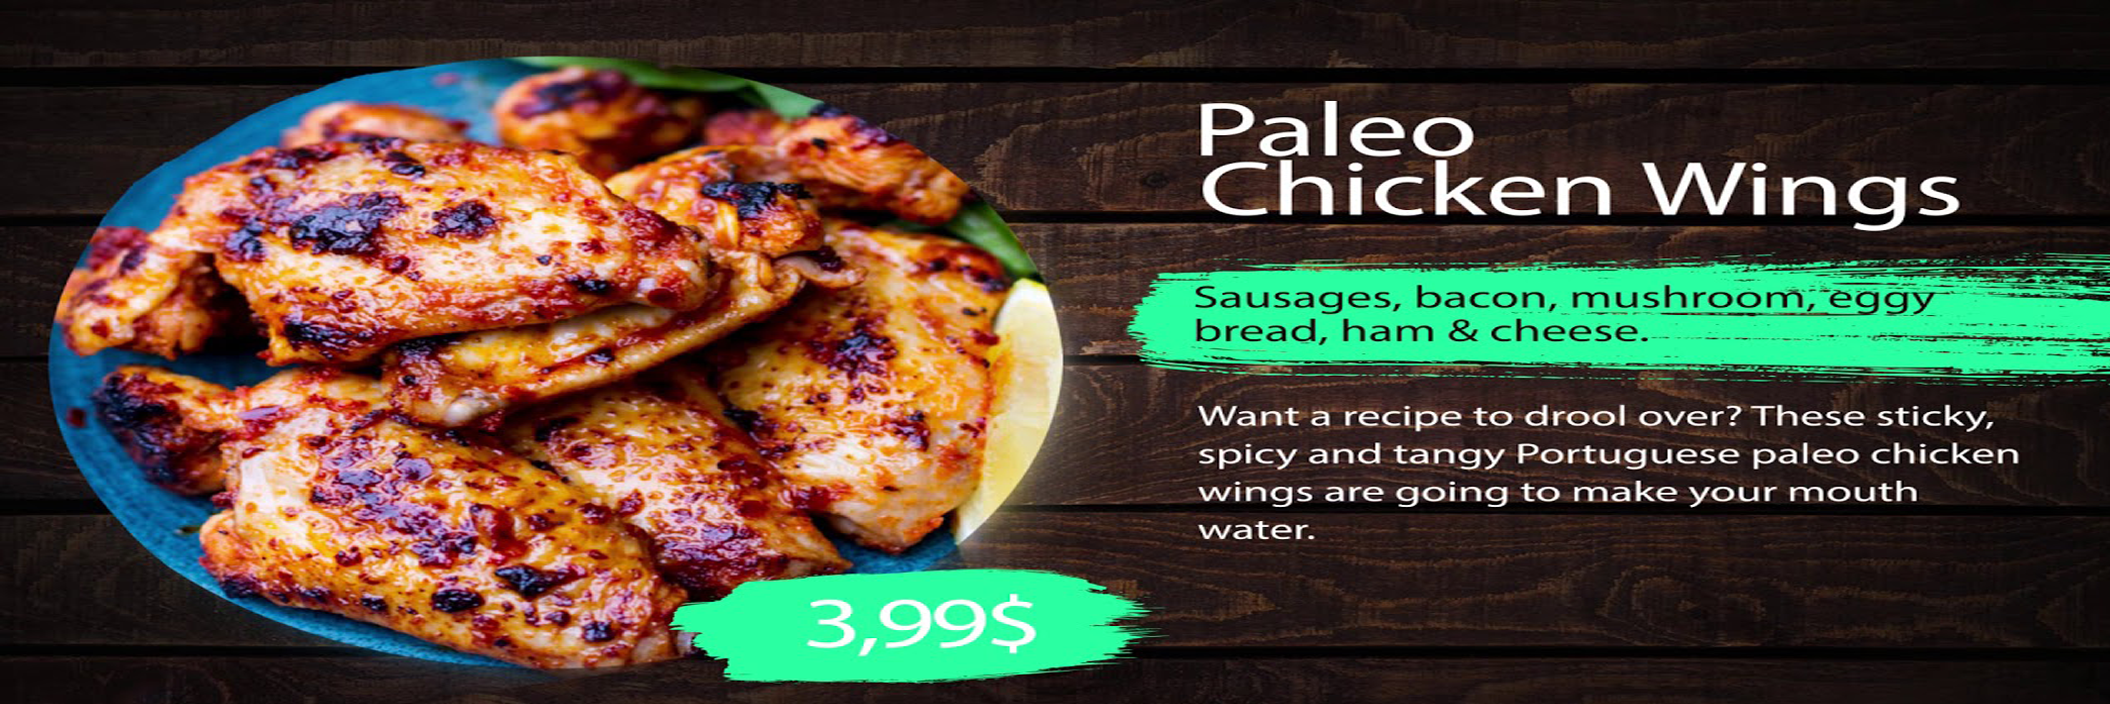 Paleo
Chicken Wings
Sausages, bacon, mushroom, eggy
bread, ham & cheese.
Want a recipe to drool over? These sticky,
spicy and tangy Portuguese paleo chicken
wings are going to make your mouth
water.
3,99$